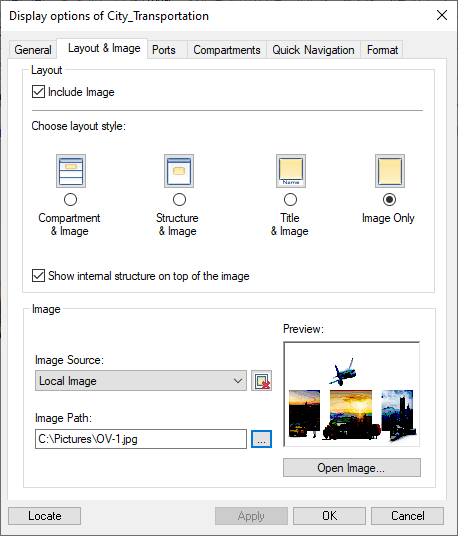 Display options of City_Transportation
General
Layout & Image
Ports
Compartments
Quick Navigation
Format
Layout
Include Image
Choose layout style:
Name
Compartment
& Image
Structure
& Image
Title
& Image
Image Only
Show internal structure on top of the image
Image
Preview:
Image Source:
Local Image
Image Path:
C:\Pictures\OV-1.jpg
...
Open Image...
Locate
Apply
OK
Cancel